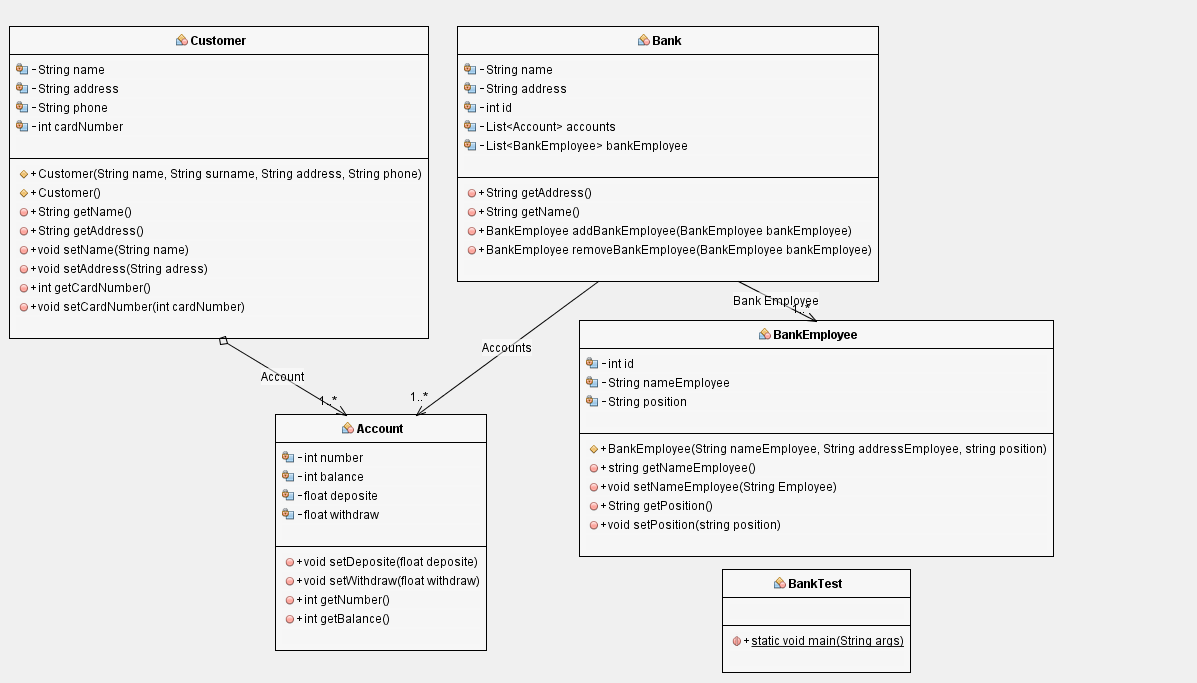 Customer
- String name
- String address
- String phone
- int cardNumber
+ Customer(String name, String surname, String address, String phone)
+ Customer()
+ String getName()
+ String getAddress()
+ void setName(String name)
+ void setAddress(String adress)
+ int getCardNumber()
+ void setCardNumber(int cardNumber)
Bank
- String name
- String address
- int id
- List<Account> accounts
- List<BankEmployee> bankEmployee
+ String getAddress()
+ String getName()
+ BankEmployee addBankEmployee(BankEmployee bankEmployee)
+ BankEmployee removeBankEmployee(BankEmployee bankEmployee)
Bank Employee
1..*
Accounts
1..*
Account
1..*
BankEmployee
- int id
- String nameEmployee
- String position
+ BankEmployee(String nameEmployee, String addressEmployee, string position)
+ string getNameEmployee()
+ void setNameEmployee(String Employee)
+ String getPosition()
+ void setPosition(string position)
Account
- int number
- int balance
- float deposite
- float withdraw
+ void setDeposite(float deposite)
+ void setWithdraw(float withdraw)
+ int getNumber()
+ int getBalance()
BankTest
+ static void main(String args)